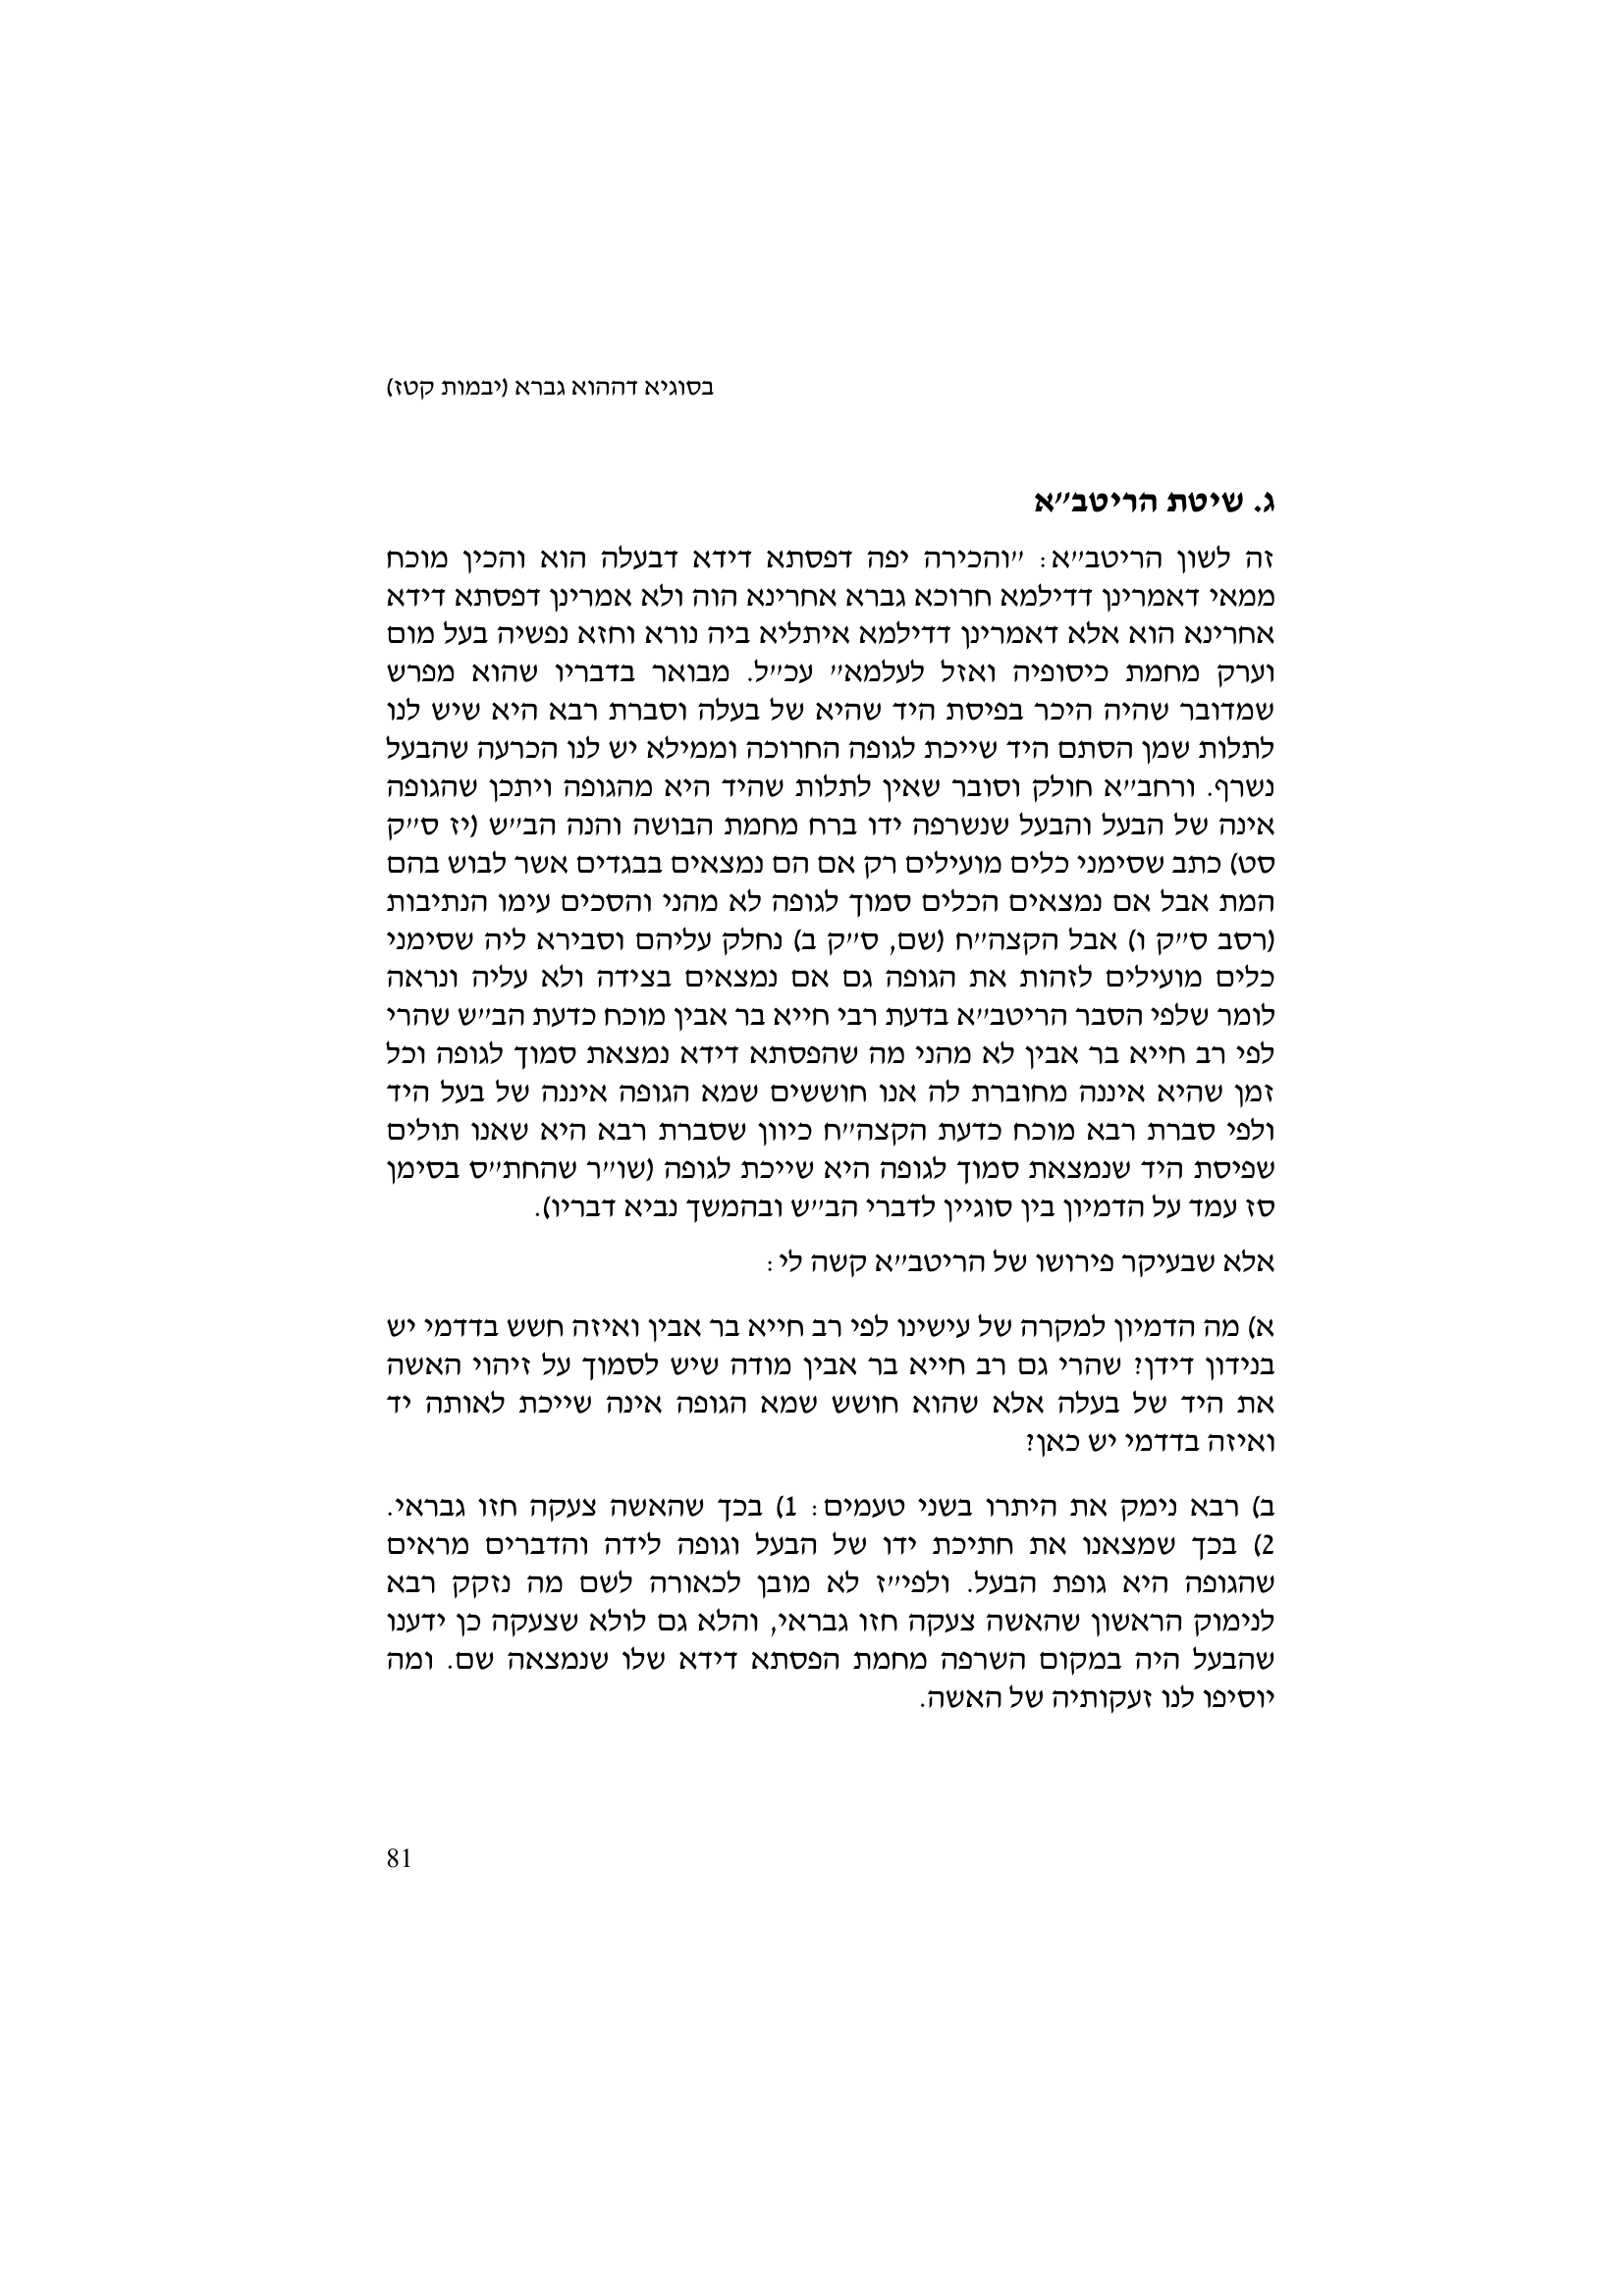 בסוגיא דההוא גברא (יבמות קטז)
ג. שיטת הריטב״א
זה לשון הריטב״א: ״והכירה יפה דפסתא דידא דבעלה הוא והכין מוכח
ממאי דאמרינן דדילמא חרוכא גברא אחרינא הוה ולא אמרינן דפסתא דידא
אחרינא הוא אלא דאמרינן דדילמא איתליא ביה נורא וחזא נפשיה בעל מום
וערק מחמת כיסופיה ואזל לעלמא״ עכ״ל. מבואר בדבריו שהוא מפרש
שמדובר שהיה היכר בפיסת היד שהיא של בעלה וסברת רבא היא שיש לנו
לתלות שמן הסתם היד שייכת לגופה החרוכה וממילא יש לנו הכרעה שהבעל
נשרף. ורחב״א חולק וסובר שאין לתלות שהיד היא מהגופה ויתכן שהגופה
אינה של הבעל והבעל שנשרפה ידו ברח מחמת הבושה והנה הב״ש (יז ס״ק
סט) כתב שסימני כלים מועילים רק אם הם נמצאים בבגדים אשר לבוש בהם
המת אבל אם נמצאים הכלים סמוך לגופה לא מהני והסכים עימו הנתיבות
(רסב ס״ק ו) אבל הקצה״ח (שם, ס״ק ב) נחלק עליהם וסבירא ליה שסימני
כלים מועילים לזהות את הגופה גם אם נמצאים בצידה ולא עליה ונראה
לומר שלפי הסבר הריטב״א בדעת רבי חייא בר אבין מוכח כדעת הב״ש שהרי
לפי רב חייא בר אבין לא מהני מה שהפסתא דידא נמצאת סמוך לגופה וכל
זמן שהיא איננה מחוברת לה אנו חוששים שמא הגופה איננה של בעל היד
ולפי סברת רבא מוכח כדעת הקצה״ח כיוון שסברת רבא היא שאנו תולים
שפיסת היד שנמצאת סמוך לגופה היא שייכת לגופה (שו״ר שהחת״ס בסימן
סז עמד על הדמיון בין סוגיין לדברי הב״ש ובהמשך נביא דבריו).
אלא שבעיקר פירושו של הריטב״א קשה לי:
א) מה הדמיון למקרה של עישינו לפי רב חייא בר אבין ואיזה חשש בדדמי יש
בנידון דידן? שהרי גם רב חייא בר אבין מודה שיש לסמוך על זיהוי האשה
את היד של בעלה אלא שהוא חושש שמא הגופה אינה שייכת לאותה יד
ואיזה בדדמי יש כאן?
ב) רבא נימק את היתרו בשני טעמים: 1) בכך שהאשה צעקה חזו גבראי.
2) בכך שמצאנו את חתיכת ידו של הבעל וגופה לידה והדברים מראים
שהגופה היא גופת הבעל. ולפי״ז לא מובן לכאורה לשם מה נזקק רבא
לנימוק הראשון שהאשה צעקה חזו גבראי, והלא גם לולא שצעקה כן ידענו
שהבעל היה במקום השרפה מחמת הפסתא דידא שלו שנמצאה שם. ומה
יוסיפו לנו זעקותיה של האשה.
81